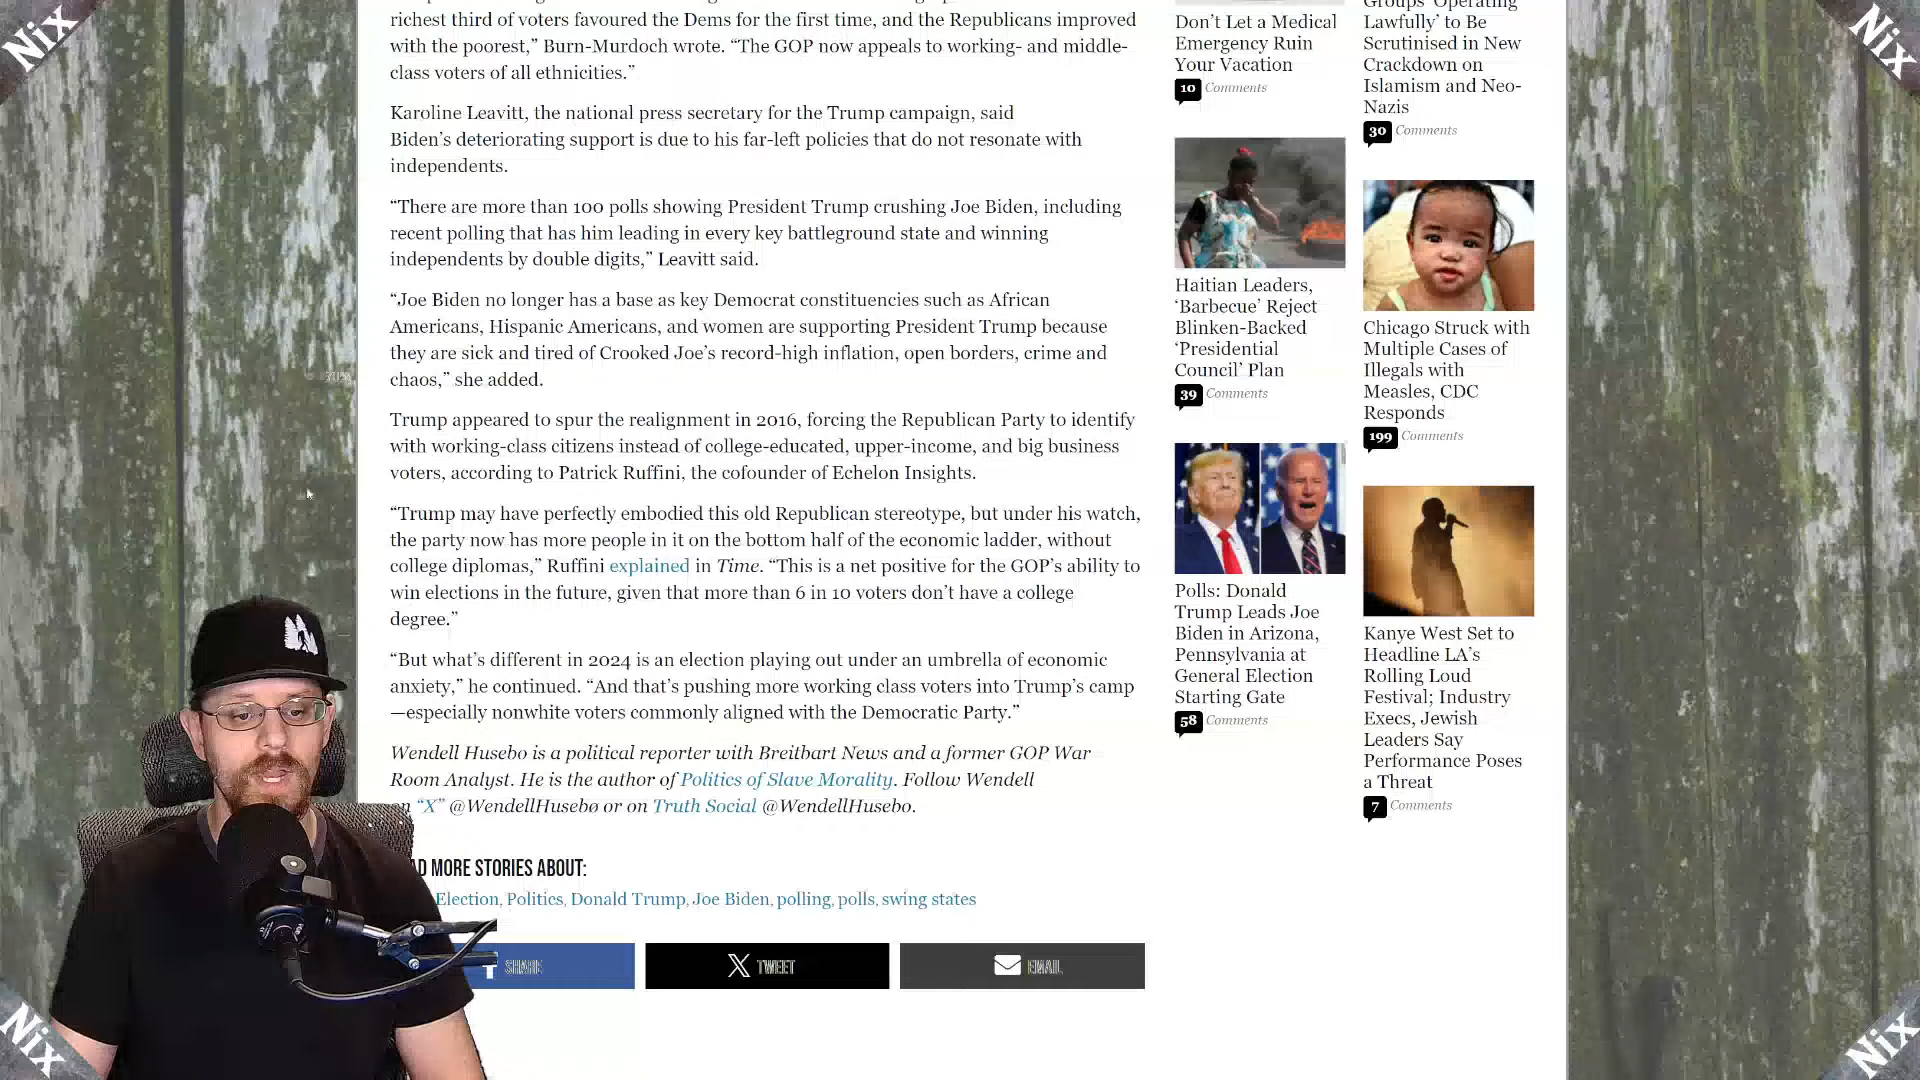 Nix
Nix
richest third of voters favoured the Dems for the first time, and the Republicans improved
with the poorest,” Burn-Murdoch wrote. “The GOP now appeals to working- and middle-
class voters of all ethnicities.”
Karoline Leavitt, the national press secretary for the Trump campaign, said
Biden’s deteriorating support is due to his far-left policies that do not resonate with
independents.
“There are more than 100 polls showing President Trump crushing Joe Biden, including
recent polling that has him leading in every key battleground state and winning
independents by double digits,” Leavitt said.
“Joe Biden no longer has a base as key Democrat constituencies such as African
Americans, Hispanic Americans, and women are supporting President Trump because
they are sick and tired of Crooked Joe’s record-high inflation, open borders, crime and
chaos,” she added.
Trump appeared to spur the realignment in 2016, forcing the Republican Party to identify
with working-class citizens instead of college-educated, upper-income, and big business
voters, according to Patrick Ruffini, the cofounder of Echelon Insights.
“Trump may have perfectly embodied this old Republican stereotype, but under his watch,
the party now has more people in it on the bottom half of the economic ladder, without
college diplomas,” Ruffini explained in Time. “This is a net positive for the GOP’s ability to
win elections in the future, given that more than 6 in 10 voters don’t have a college
degree.”
“But what’s different in 2024 is an election playing out under an umbrella of economic
anxiety,” he continued. “And that’s pushing more working class voters into Trump’s camp
—especially nonwhite voters commonly aligned with the Democratic Party.”
Wendell Husebo is a political reporter with Breitbart News and a former GOP War
Room Analyst. He is the author of Politics of Slave Morality. Follow Wendell
“X” @WendellHusebø or on Truth Social @WendellHusebo.
MORE STORIES ABOUT:
Election, Politics, Donald Trump, Joe Biden, polling, polls, swing states
SHARE
TWEET
EMAIL
Don’t Let a Medical
Emergency Ruin
Your Vacation
10 Comments
Haitian Leaders,
‘Barbecue’ Reject
Blinken-Backed
‘Presidential
Council’ Plan
39 Comments
Polls: Donald
Trump Leads Joe
Biden in Arizona,
Pennsylvania at
General Election
Starting Gate
58 Comments
Groups ‘Operating
Lawfully’ to Be
Scrutinised in New
Crackdown on
Islamism and Neo-
Nazis
30 Comments
Chicago Struck with
Multiple Cases of
Illegals with
Measles, CDC
Responds
199 Comments
Kanye West Set to
Headline LA’s
Rolling Loud
Festival; Industry
Execs, Jewish
Leaders Say
Performance Poses
a Threat
7 Comments
Nix
Nix